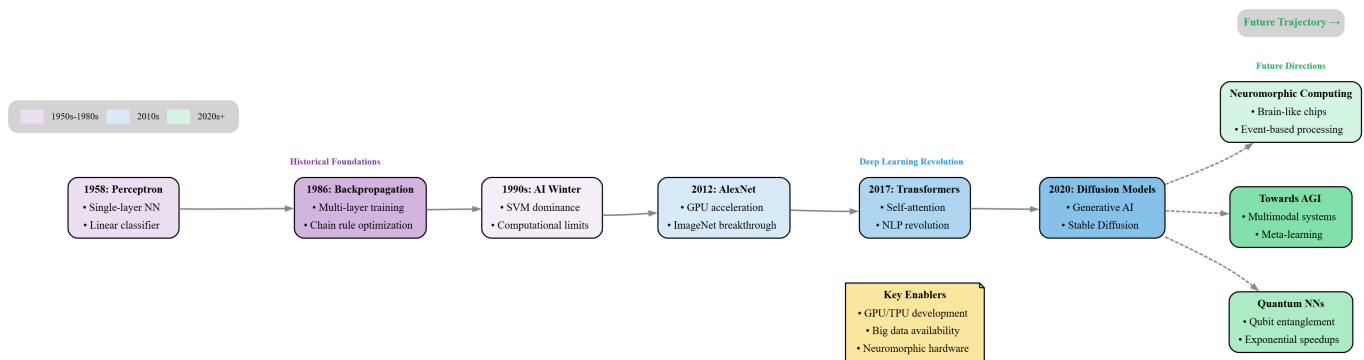 Future Trajectory →
Future Directions
1950s-1980s
2010s
2020s+
Historical Foundations
Deep Learning Revolution
1958: Perceptron
• Single-layer NN
• Linear classifier
1986: Backpropagation
• Multi-layer training
• Chain rule optimization
1990s: AI Winter
• SVM dominance
• Computational limits
2012: AlexNet
• GPU acceleration
• ImageNet breakthrough
2017: Transformers
• Self-attention
• NLP revolution
2020: Diffusion Models
• Generative AI
• Stable Diffusion
Neuromorphic Computing
• Brain-like chips
• Event-based processing
Towards AGI
• Multimodal systems
• Meta-learning
Quantum NNs
• Qubit entanglement
• Exponential speedups
Key Enablers
• GPU/TPU development
• Big data availability
• Neuromorphic hardware